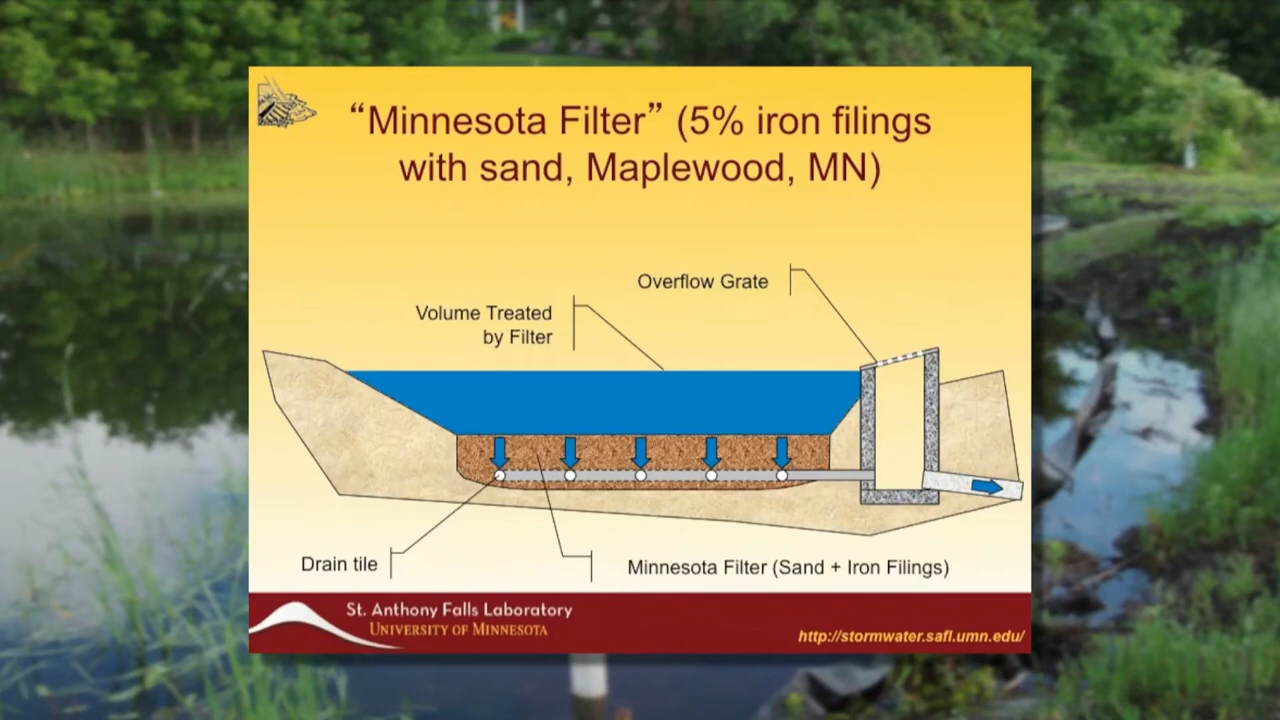 “Minnesota Filter” (5% iron filings
with sand, Maplewood, MN)
Overflow Grate
Volume Treated
by Filter
Drain tile
Minnesota Filter (Sand + Iron Filings)
St. Anthony Falls Laboratory
UNIVERSITY OF MINNESOTA
http://stormwater.safl.umn.edu/